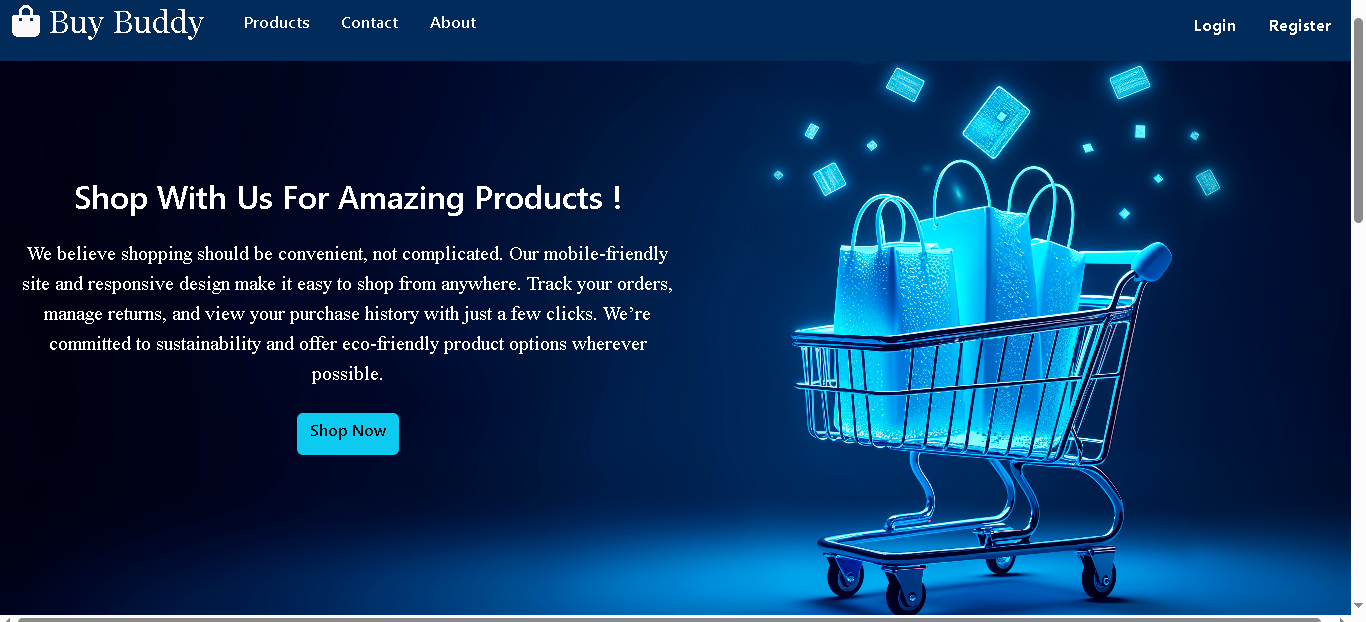 Buy Buddy Products Contact About Login Register
Shop With Us For Amazing Products !
We believe shopping should be convenient, not complicated. Our mobile-friendly
site and responsive design make it easy to shop from anywhere. Track your orders,
manage returns, and view your purchase history with just a few clicks. We’re
committed to sustainability and offer eco-friendly product options wherever
possible.
Shop Now